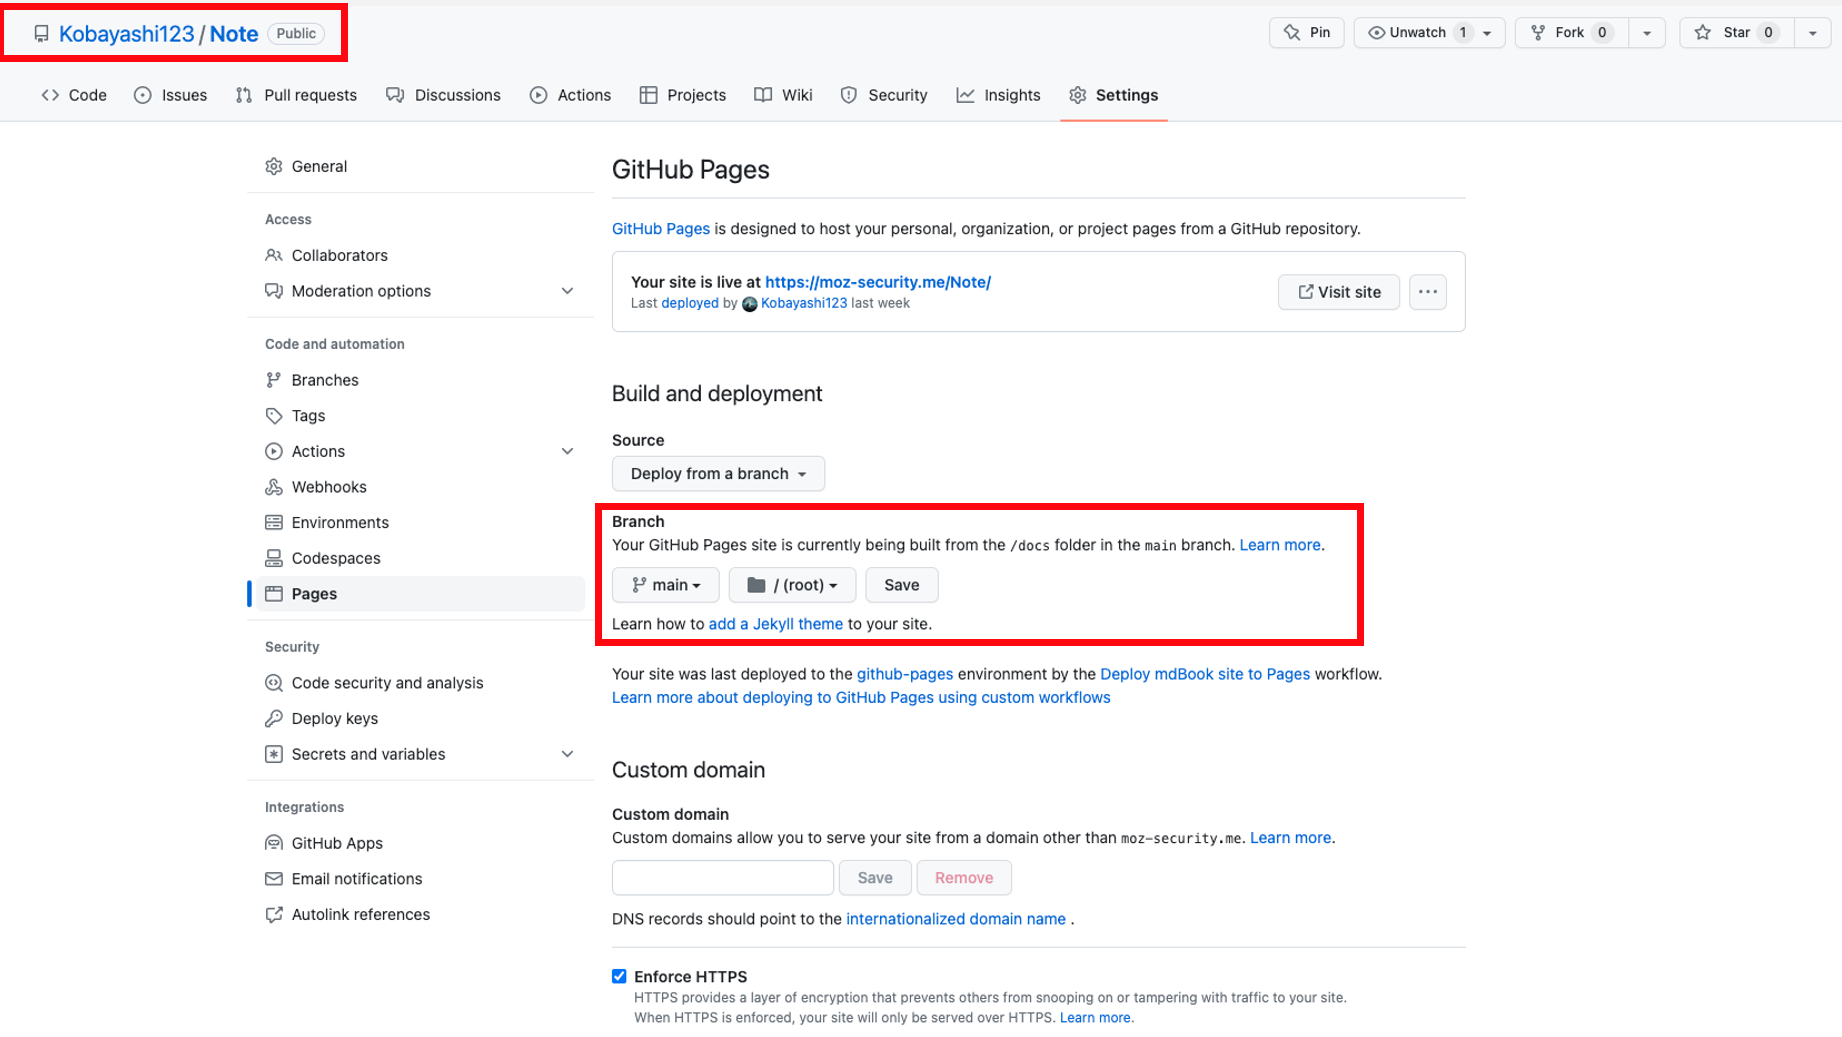 Kobayashi123 / Note Public
Pin
Unwatch 1
Fork 0
Star 0
Code
Issues
Pull requests
Discussions
Actions
Projects
Wiki
Security
Insights
Settings
General
Access
Collaborators
Moderation options
Code and automation
Branches
Tags
Actions
Webhooks
Environments
Codespaces
Pages
Security
Code security and analysis
Deploy keys
Secrets and variables
Integrations
GitHub Apps
Email notifications
Autolink references
GitHub Pages
GitHub Pages is designed to host your personal, organization, or project pages from a GitHub repository.
Your site is live at https://moz-security.me/Note/
Last deployed by Kobayashi123 last week
Visit site
Build and deployment
Source
Deploy from a branch
Branch
Your GitHub Pages site is currently being built from the /docs folder in the main branch. Learn more.
main
/ (root)
Save
Learn how to add a Jekyll theme to your site.
Your site was last deployed to the github-pages environment by the Deploy mdBook site to Pages workflow.
Learn more about deploying to GitHub Pages using custom workflows
Custom domain
Custom domain
Custom domains allow you to serve your site from a domain other than moz-security.me. Learn more.
Save
Remove
DNS records should point to the internationalized domain name .
Enforce HTTPS
HTTPS provides a layer of encryption that prevents others from snooping on or tampering with traffic to your site.
When HTTPS is enforced, your site will only be served over HTTPS. Learn more.